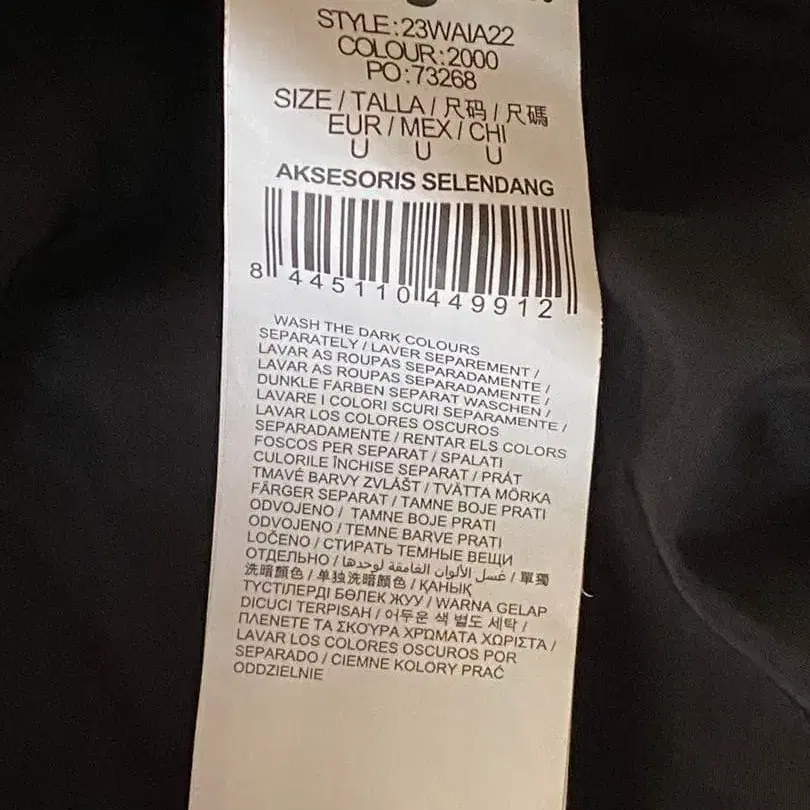 STYLE:23WAIA22
COLOUR:2000
PO:73268
SIZE/TALLA/尺码/尺碼
EUR/MEX/CHI
U U U
AKSESORIS SELENDANG
8 445110 449912
WASH THE DARK COLOURS
SEPARATELY / LAVER SEPAREMENT /
LAVAR AS ROUPAS SEPARADAMENTE /
LAVAR AS ROUPAS SEPARADAMENTE /
DUNKLE FARBEN SEPARAT WASCHEN /
LAVARE I COLORI SCURI SEPARAMENTE /
LAVAR LOS COLORES OSCUROS
SEPARADAMENTE / RENTAR ELS COLORS
FOSCOS PER SEPARAT / SPALATI
CULORILE ÎNCHISE SEPARAT / PRÁT
TMAVÉ BARVY ZVLÁŠT / TVÄTTA MÖRKA
FÄRGER SEPARAT / TAMNE BOJE PRATI
ODVOJENO / TAMNE BOJE PRATI
ODVOJENO / TEMNE BARVE PRATI
LOČENO / СТИРАТЬ ТЕМНЫЕ ВЕЩИ
ОТДЕЛЬНО / غسل الألوان الغامقة لوحدها / 單獨
洗暗顏色 / 单独洗暗顏色 / ҚАНЫҚ
ТҮСТІЛЕРДІ БӨЛЕК ЖУУ / WARNA GELAP
DICUCI TERPISAH / 어두운 색 별도 세탁 /
ΠΛΕΝΕΤΕ ΤΑ ΣΚΟΥΡΑ ΧΡΏΜΑΤΑ ΧΩΡΙΣΤΑ /
LAVAR LOS COLORES OSCUROS POR
SEPARADO / CIEMNE KOLORY PRAĆ
ODDZIELNIE